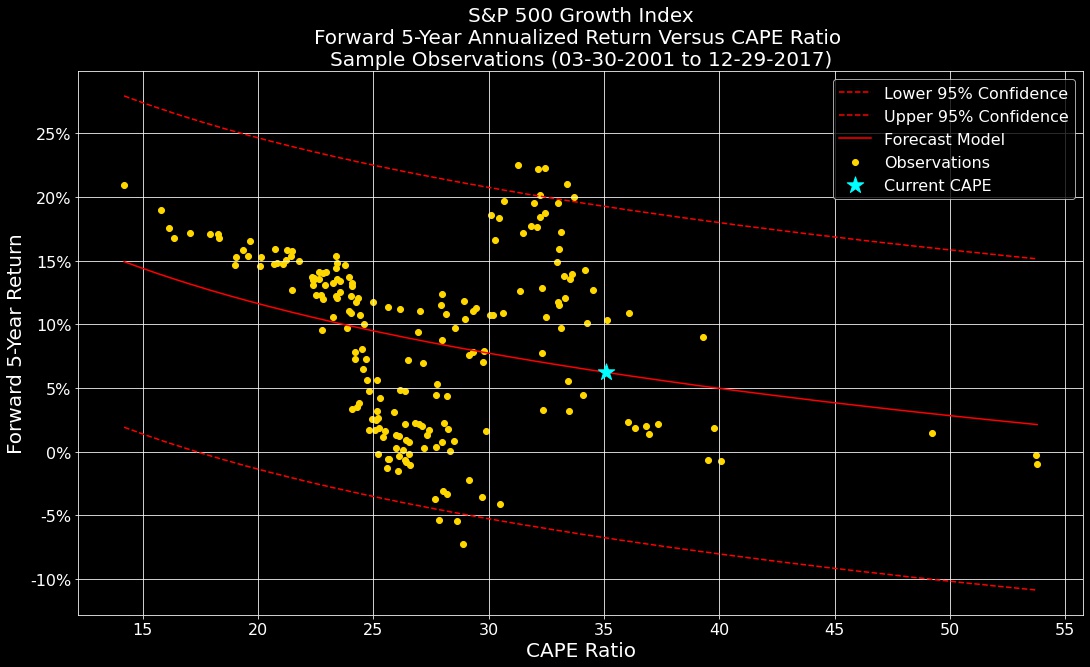 S&P 500 Growth Index
Forward 5-Year Annualized Return Versus CAPE Ratio
Sample Observations (03-30-2001 to 12-29-2017)
Lower 95% Confidence
Upper 95% Confidence
Forecast Model
Observations
Current CAPE
Forward 5-Year Return
25%
20%
15%
10%
5%
0%
-5%
-10%
15 20 25 30 35 40 45 50 55
CAPE Ratio